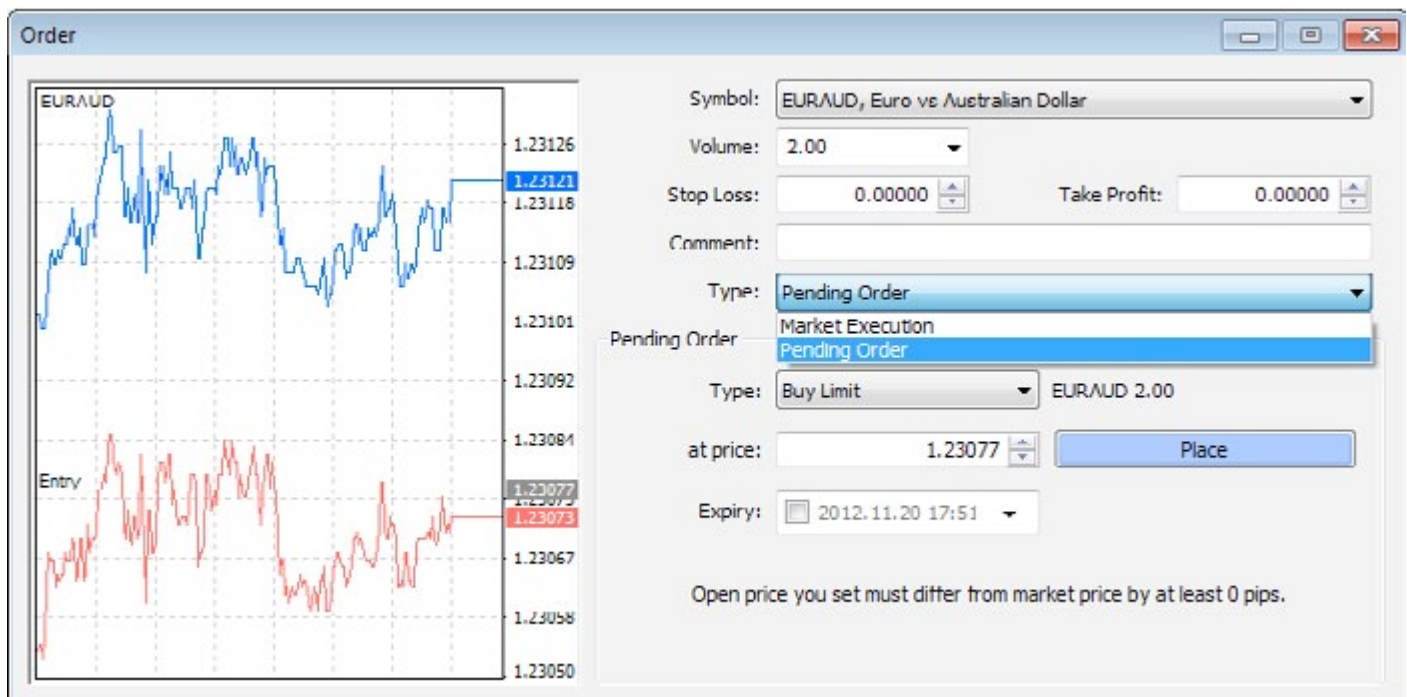 Order
EURAUD
1.23126
1.23121
1.23118
1.23109
1.23101
1.23092
1.23084
Entry
1.23077
1.23073
1.23067
1.23058
1.23050
Symbol: EURAUD, Euro vs Australian Dollar
Volume: 2.00
Stop Loss: 0.00000 Take Profit: 0.00000
Comment:
Type: Pending Order
Market Execution
Pending Order
Pending Order
Type: Buy Limit EURAUD 2.00
at price: 1.23077 Place
Expiry: 2012.11.20 17:51
Open price you set must differ from market price by at least 0 pips.